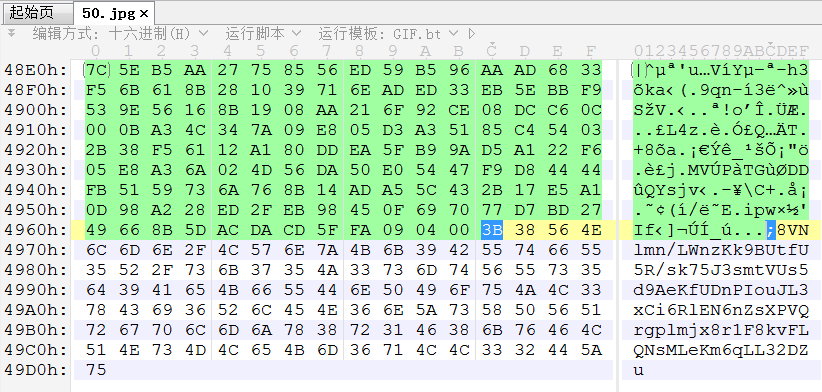 起始页 50.jpg ×
编辑方式: 十六进制(H) 运行脚本 运行模板: GIF.bt
0 1 2 3 4 5 6 7 8 9 A B Č D E F 0123456789ABČDEF
48E0h: 7C 5E B5 AA 27 75 85 56 ED 59 B5 96 AA AD 68 33 |^µª'u…VíYµ–ª-h3
48F0h: F5 6B 61 8B 28 10 39 71 6E AD ED 33 EB 5E BB F9 õka‹(.9qn-í3ë^»ù
4900h: 53 9E 56 16 8B 19 08 AA 21 6F 92 CE 08 DC C6 0C SžV.‹..ª!o’Î.ÜÆ.
4910h: 00 0B A3 4C 34 7A 09 E8 05 D3 A3 51 85 C4 54 03 ..£L4z.è.Ó£Q…ÄT.
4920h: 2B 38 F5 61 12 A1 80 DD EA 5F B9 9A D5 A1 22 F6 +8õa.¡€Ýê_¹šÕ¡"ö
4930h: 05 E8 A3 6A 02 4D 56 DA 50 E0 54 47 F9 D8 44 44 .è£j.MVÚPàTGùØDD
4940h: FB 51 59 73 6A 76 8B 14 AD A5 5C 43 2B 17 E5 A1 ûQYsjv‹.-¥\C+.å¡
4950h: 0D 98 A2 28 ED 2F EB 98 45 0F 69 70 77 D7 BD 27 .˜¢(í/ë˜E.ipw×½'
4960h: 49 66 8B 5D AC DA CD 5F FA 09 04 00 3B 38 56 4E If‹]¬ÚÍ_ú...;8VN
4970h: 6C 6D 6E 2F 4C 57 6E 7A 4B 6B 39 42 55 74 66 55 lmn/LWnzKk9BUtfU
4980h: 35 52 2F 73 6B 37 35 4A 33 73 6D 74 56 55 73 35 5R/sk75J3smtVUs5
4990h: 64 39 41 65 4B 66 55 44 6E 50 49 6F 75 4A 4C 33 d9AeKfUDnPIouJL3
49A0h: 78 43 69 36 52 6C 45 4E 36 6E 5A 73 58 50 56 51 xCi6RlEN6nZsXPVQ
49B0h: 72 67 70 6C 6D 6A 78 38 72 31 46 38 6B 76 46 4C rgplmjx8r1F8kvFL
49C0h: 51 4E 73 4D 4C 65 4B 6D 36 71 4C 4C 33 32 44 5A QNsMLeKm6qLL32DZ
49D0h: 75 u